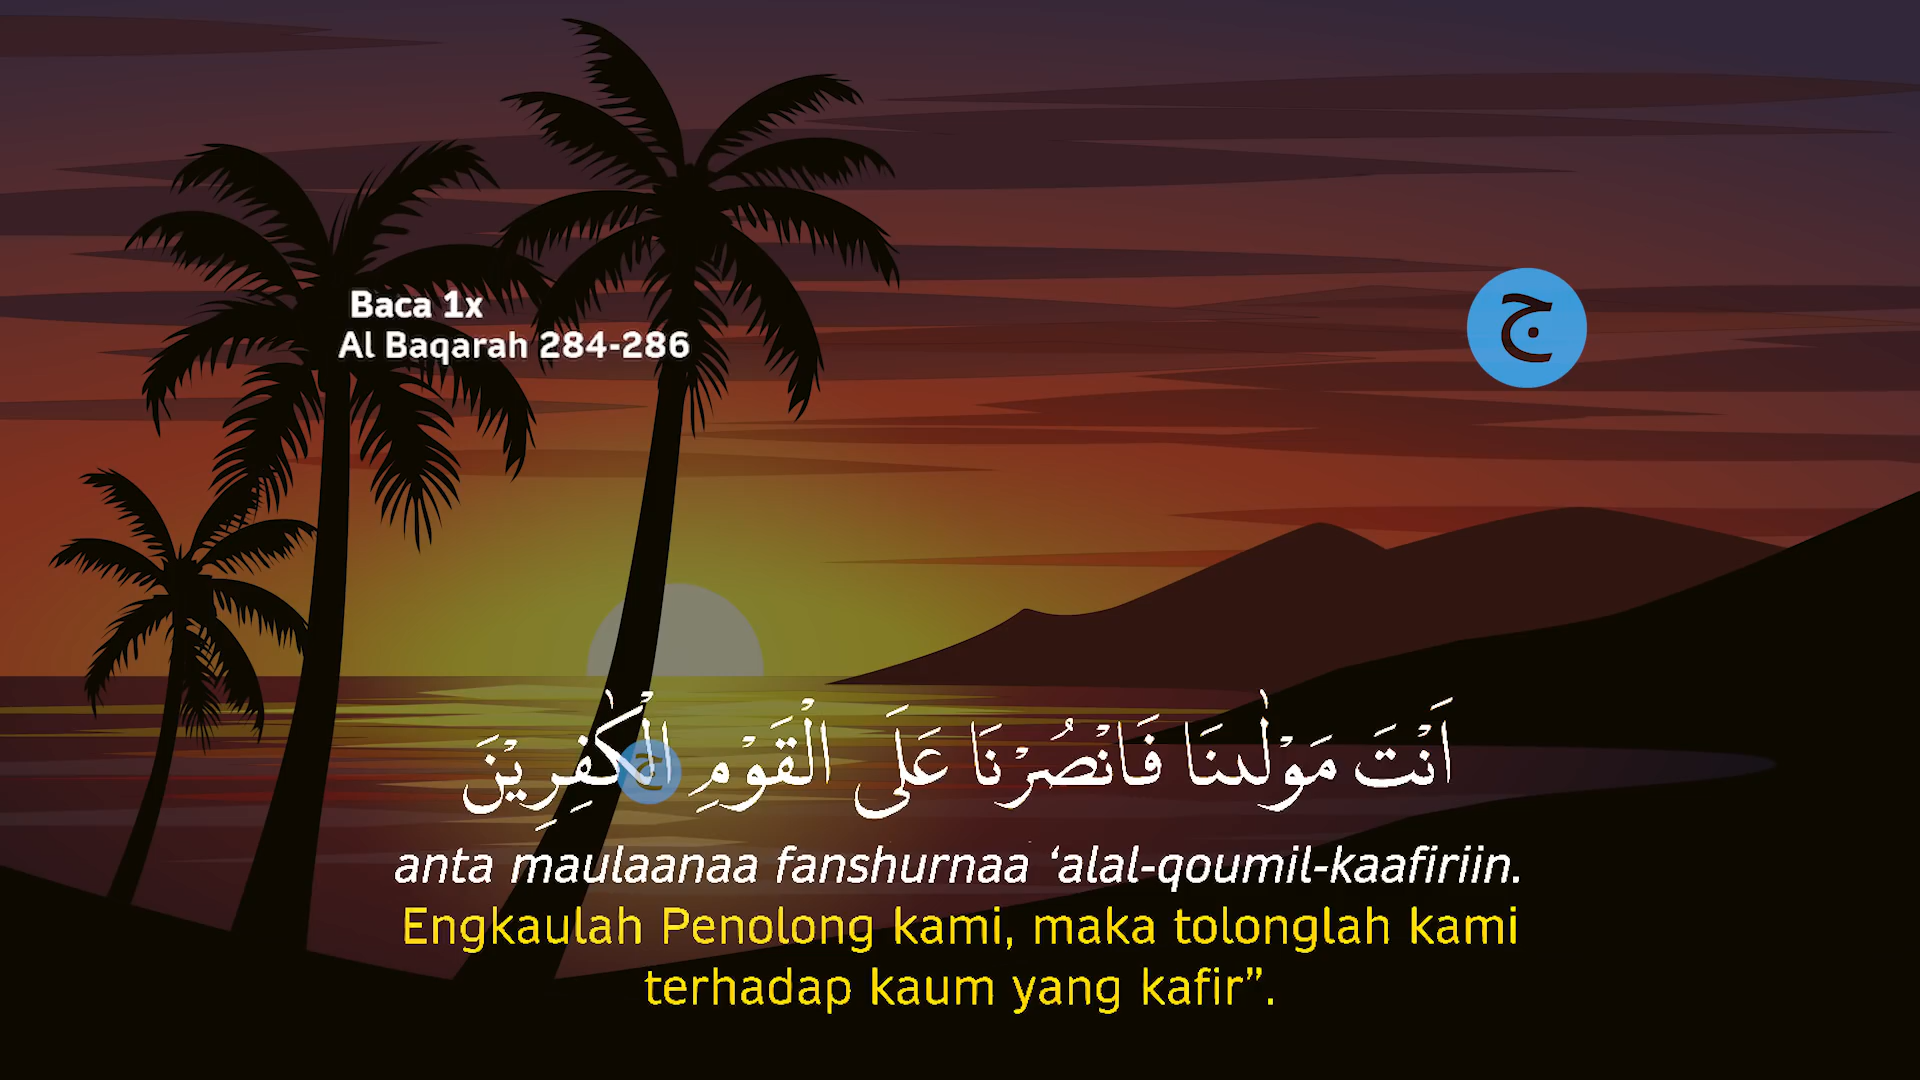 Baca 1x
Al Baqarah 284-286
ج
اَنْتَ مَوْلٰىنَا فَانْصُرْنَا عَلَى الْقَوْمِ الْكٰفِرِيْنَ
ج
anta maulaanaa fanshurnaa ‘alal-qoumil-kaafiriin.
Engkaulah Penolong kami, maka tolonglah kami
terhadap kaum yang kafir”.